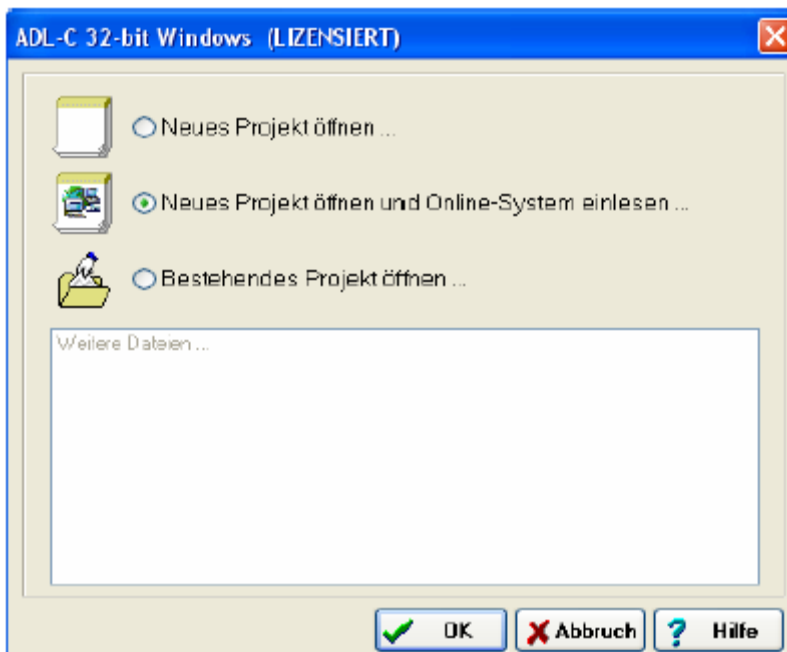 ADL-C 32-bit Windows (LIZENSIERT)
Neues Projekt öffnen ...
Neues Projekt öffnen und Online-System einlesen ...
Bestehendes Projekt öffnen ...
Weitere Dateien ...
OK Abbruch Hilfe